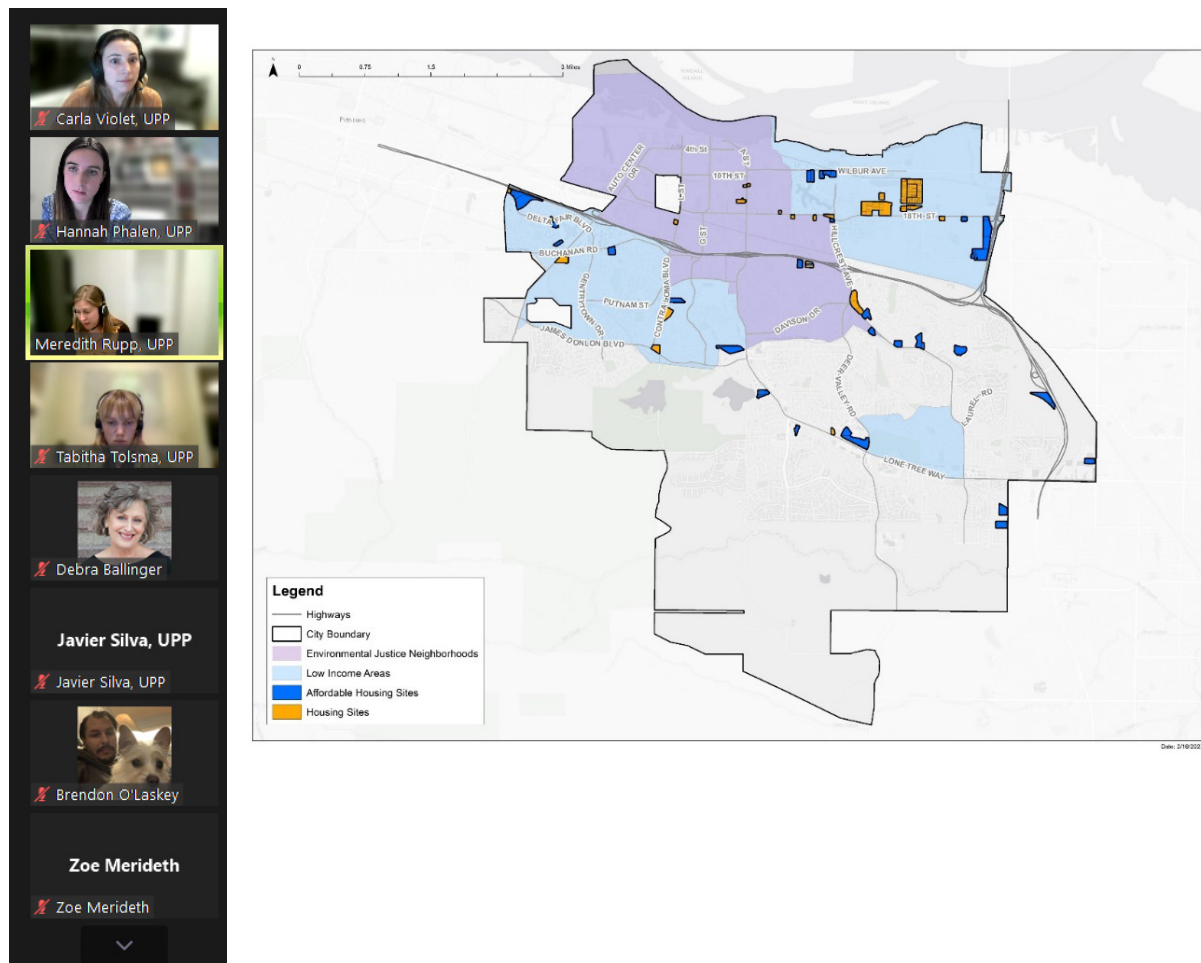 Carla Violet, UPP
Hannah Phalen, UPP
Meredith Rupp, UPP
Tabitha Tolsma, UPP
Debra Ballinger
Javier Silva, UPP
Javier Silva, UPP
Brendon O'Laskey
Zoe Merideth
Zoe Merideth
N
0 0.75 1.5 3 Miles
Pittsburg
4th St
A ST
AUTO CENTER DR
10TH ST
L ST
WILBUR AVE
18TH ST
DELTA FAIR BLVD
G ST
HILLCREST AVE
BUCHANAN RD
GENTRYTOWN DR
CONTRA LOMA BLVD
PUTNAM ST
DAVISON DR
JAMES DONLON BLVD
DEER VALLEY RD
LAUREL RD
LONE TREE WAY
Legend
Highways
City Boundary
Environmental Justice Neighborhoods
Low Income Areas
Affordable Housing Sites
Housing Sites